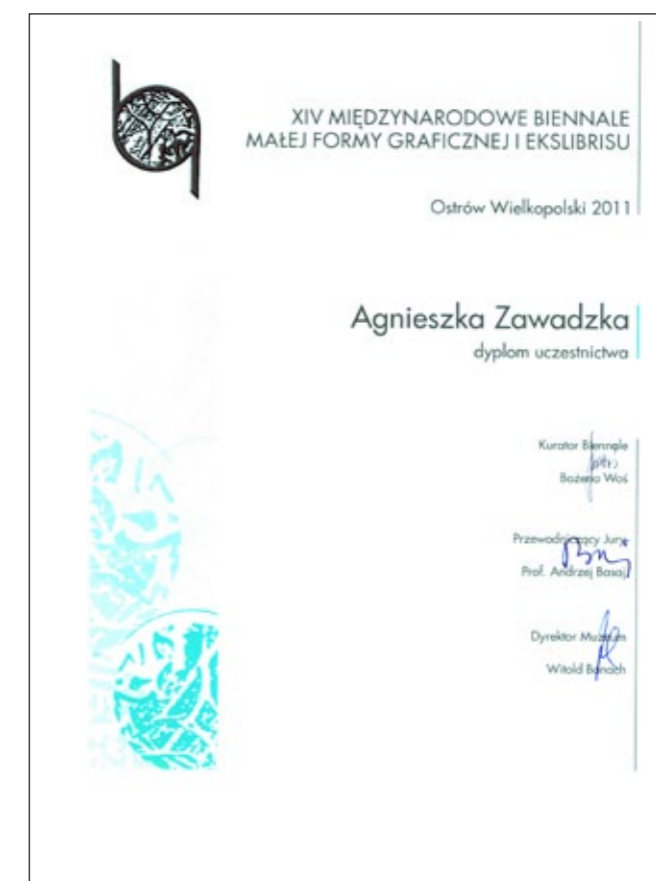 XIV MIĘDZYNARODOWE BIENNALE
MAŁEJ FORMY GRAFICZNEJ I EKSLIBRISU
Ostrów Wielkopolski 2011
Agnieszka Zawadzka
dyplom uczestnictwa
Kurator Biennale
Bożena Woś
Przewodniczący Jury
Prof. Andrzej Basaj
Dyrektor Muzeum
Witold Banach